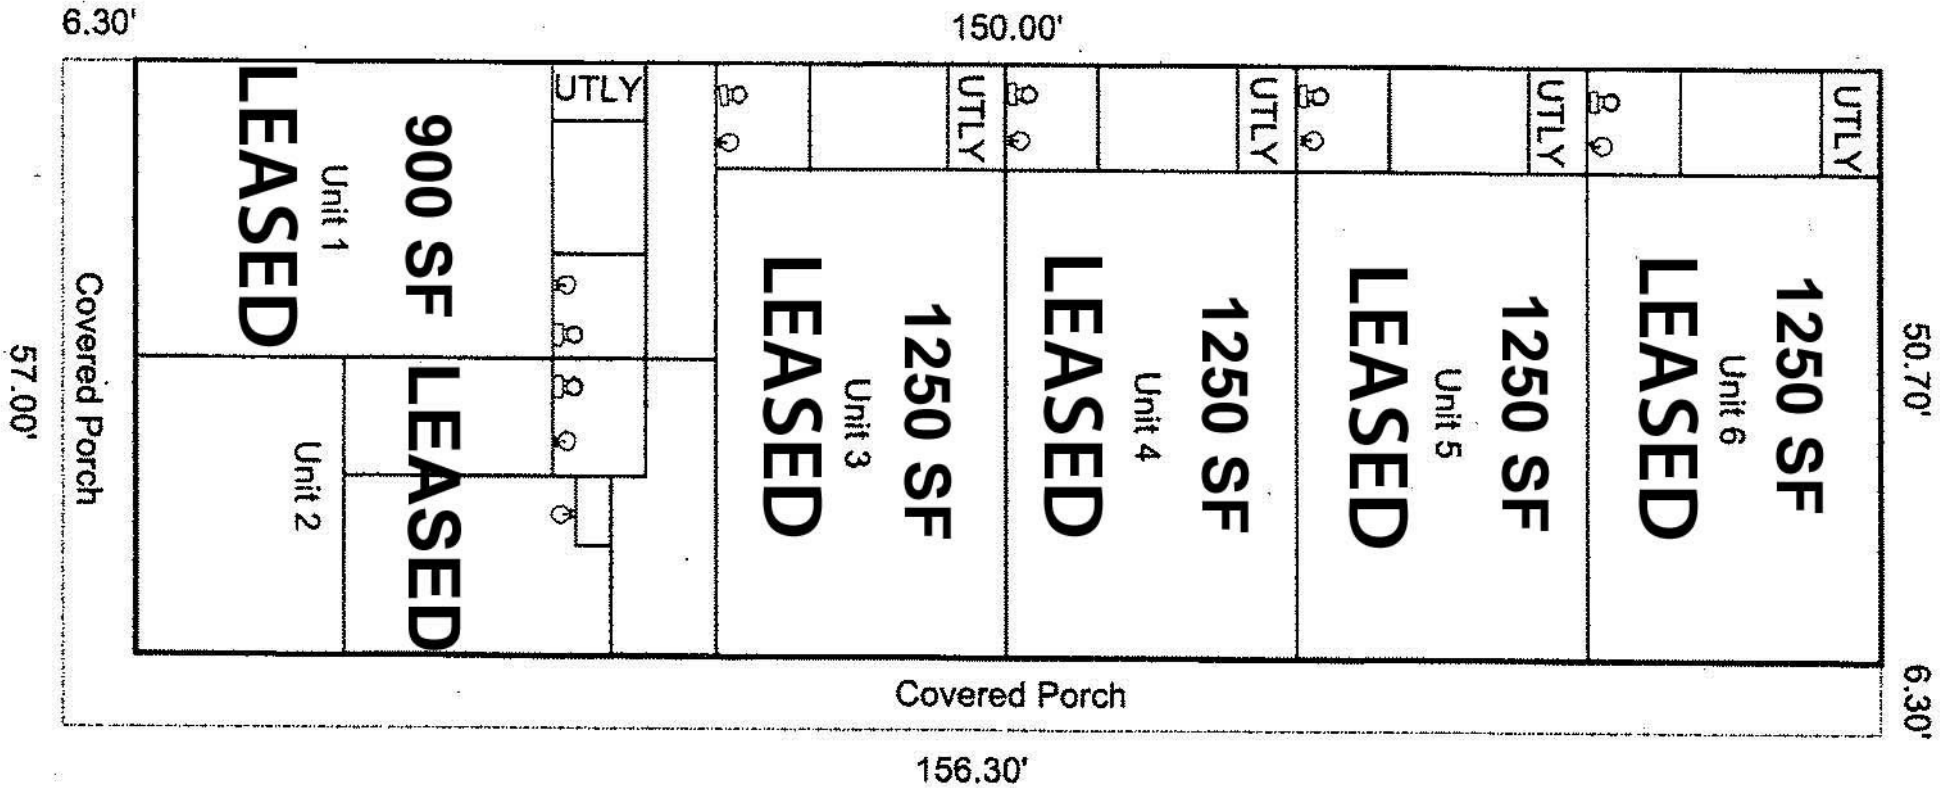 6.30'
150.00'
UTLY
UTLY
UTLY
UTLY
UTLY
LEASED
Unit 1
900 SF
LEASED
Unit 2
LEASED
Unit 3
1250 SF
LEASED
Unit 4
1250 SF
LEASED
Unit 5
1250 SF
LEASED
Unit 6
1250 SF
50.70'
Covered Porch
57.00'
Covered Porch
6.30'
156.30'